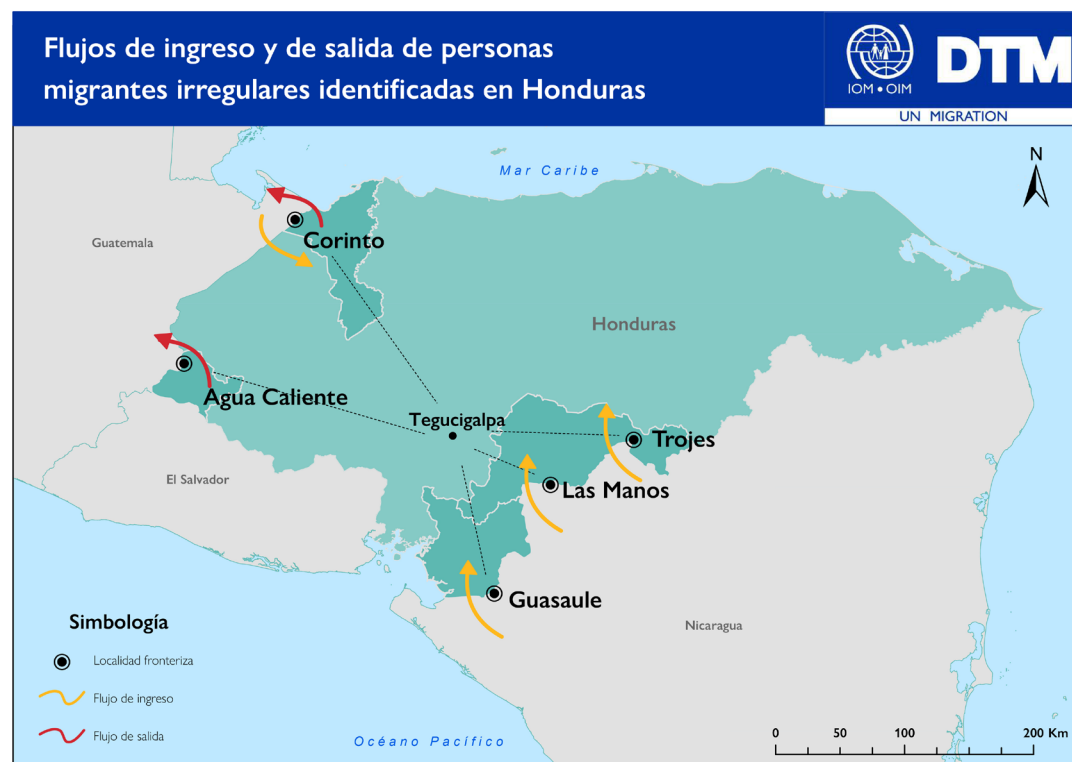 Flujos de ingreso y de salida de personas
migrantes irregulares identificadas en Honduras
IOM • OIM
DTM
UN MIGRATION
Mar Caribe
N
Guatemala
Corinto
Honduras
Agua Caliente
Tegucigalpa
Trojes
El Salvador
Las Manos
Guasaule
Nicaragua
Simbología
Localidad fronteriza
Flujo de ingreso
Flujo de salida
Océano Pacífico
0 50 100 200 Km